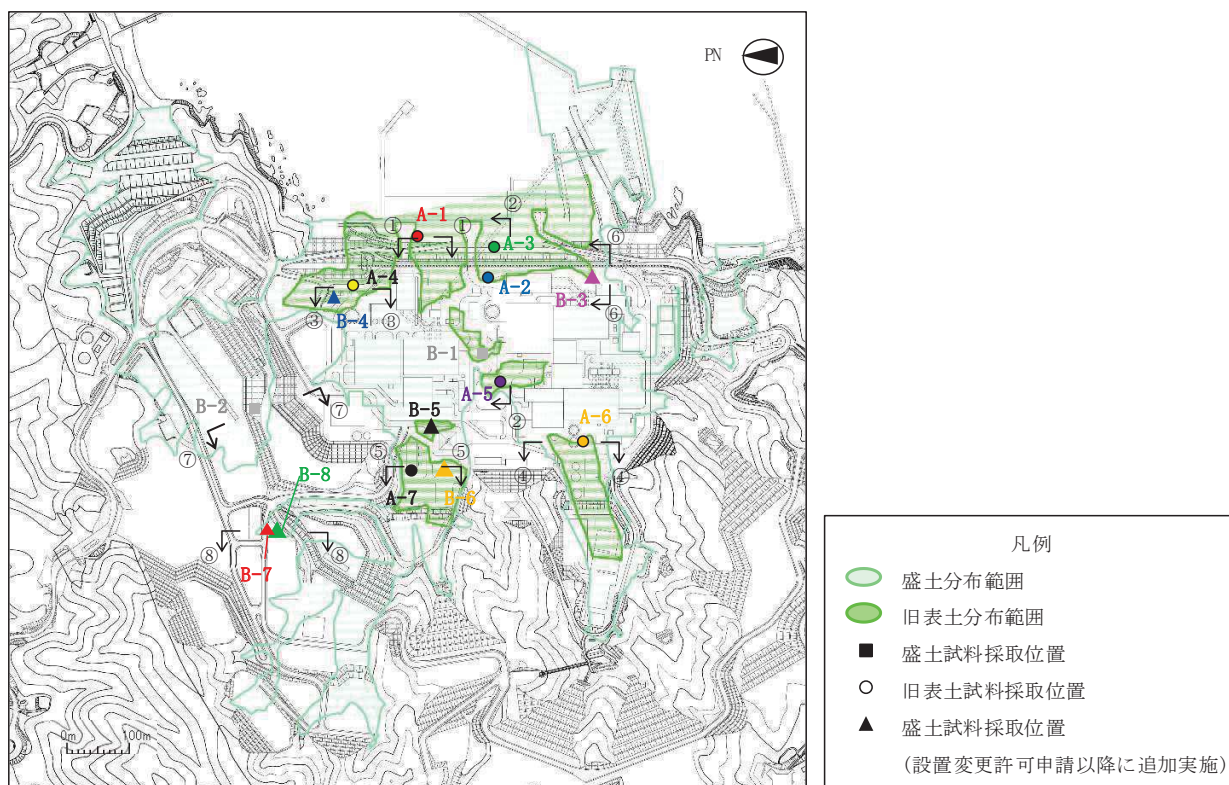 PN
②
① A-1 ①
A-3
⑥
A-4
A-2
B-3
③ B-4 ③
⑥
B-1
⑦
A-5
B-2
B-5
②
A-6
⑦
⑤ ⑤
④ ④
B-8
A-7 B-6
⑧ ⑧
B-7
0m 100m
凡例
盛土分布範囲
旧表土分布範囲
盛土試料採取位置
旧表土試料採取位置
盛土試料採取位置
(設置変更許可申請以降に追加実施)